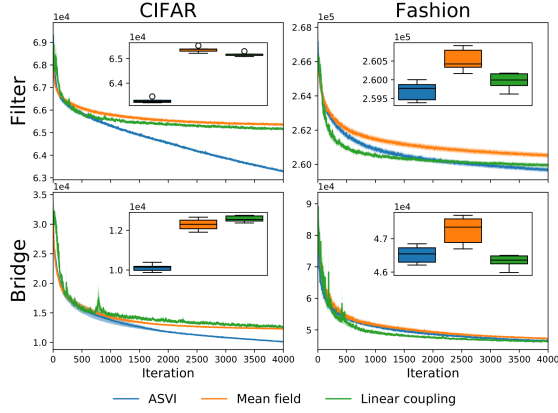 CIFAR
Fashion
Filter
1e4
6.9
6.8
6.7
6.6
6.5
6.4
6.3
1e4
6.5
6.4
1e5
2.68
2.66
2.64
2.62
2.60
1e5
2.605
2.600
2.595
Bridge
1e4
3.5
3.0
2.5
2.0
1.5
1.0
1e4
1.2
1.0
0 500 1000 1500 2000 2500 3000 3500 4000
Iteration
1e4
9
8
7
6
5
1e4
4.7
4.6
0 500 1000 1500 2000 2500 3000 3500 4000
Iteration
ASVI Mean field Linear coupling